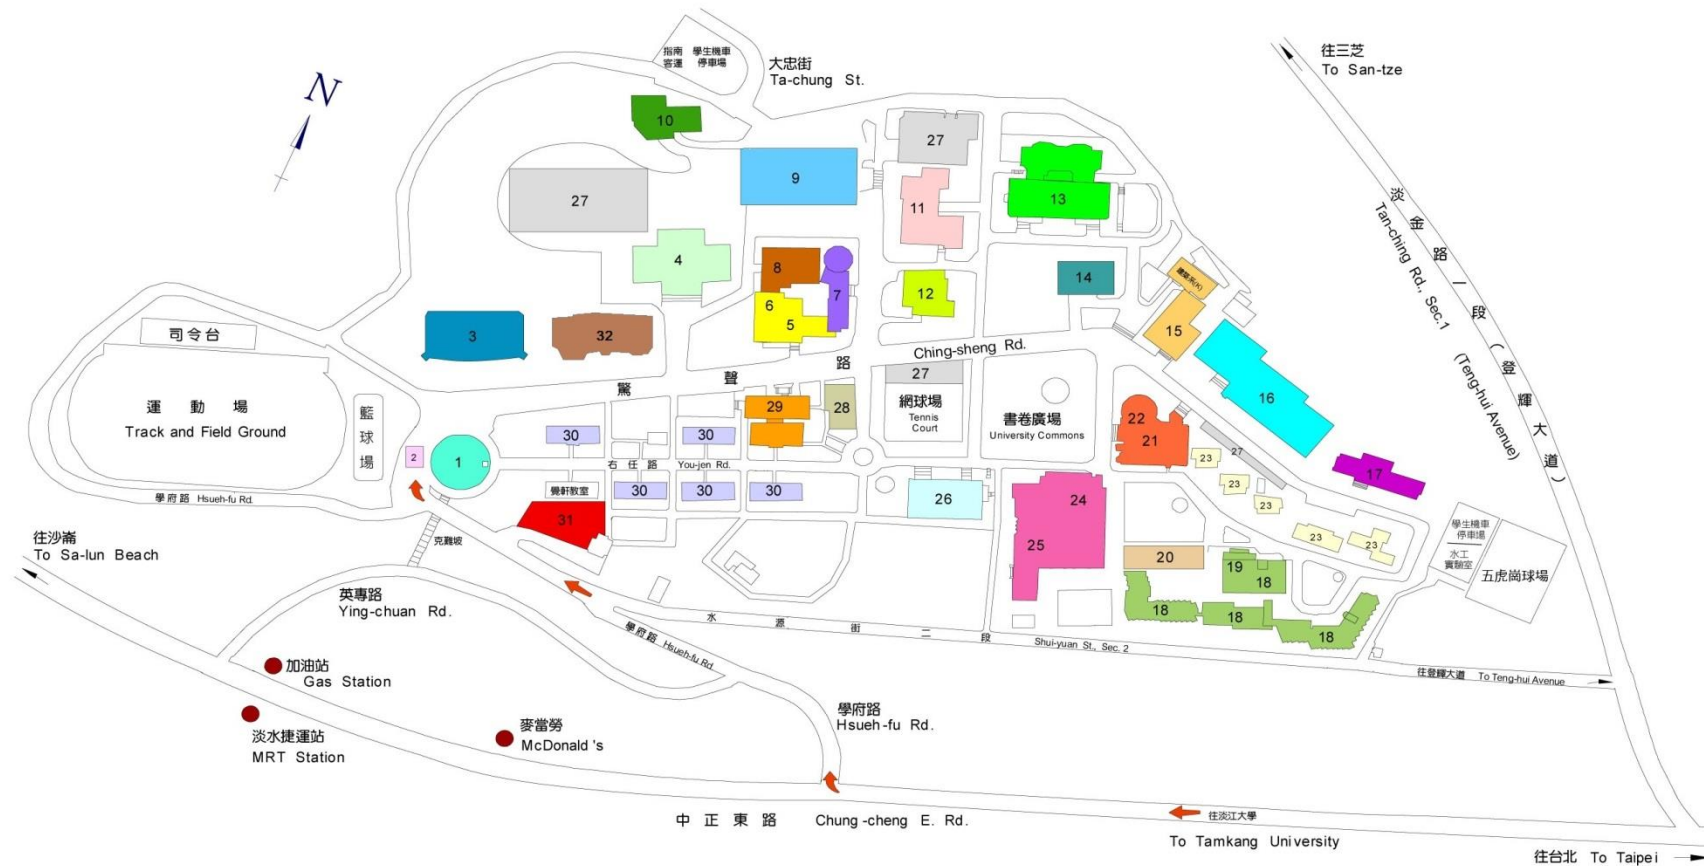 N
指南
客運
學生機車
停車場
大忠街
Ta-chung St.
往三芝
To San-tze
10
27
27
9
11
13
4
8
7
6
5
12
14
建築系(K)
15
3
32
司令台
淡金路一段(登輝大道)
Tan-ching Rd., Sec.1
(Teng-hui Avenue)
Ching-sheng Rd.
驚聲路
運動場
Track and Field Ground
籃球場
2
1
30
30
29
28
27
網球場
Tennis
Court
書卷廣場
University Commons
22
21
16
右任路 You-jen Rd.
覺軒教室
30
30
30
26
24
25
23
23
23
23
23
27
17
學府路 Hsueh-fu Rd.
31
克難坡
20
19
18
18
18
18
學生機車
停車場
水工
實驗室
五虎崗球場
往沙崙
To Sa-lun Beach
英專路
Ying-chuan Rd.
學府路 Hsueh-fu Rd
水源街二段
Shui-yuan St., Sec. 2
往登輝大道 To Teng-hui Avenue
加油站
Gas Station
淡水捷運站
MRT Station
麥當勞
McDonald 's
學府路
Hsueh-fu Rd.
中正東路 Chung-cheng E. Rd.
往淡江大學
To Tamkang University
往台北 To Taipei